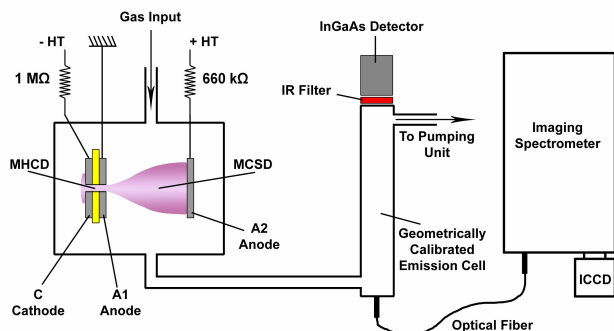 Gas Input
- HT
+ HT
1 MΩ
660 kΩ
MHCD
MCSD
A2
Anode
C
Cathode
A1
Anode
InGaAs Detector
IR Filter
To Pumping
Unit
Geometrically
Calibrated
Emission Cell
Imaging
Spectrometer
ICCD
Optical Fiber